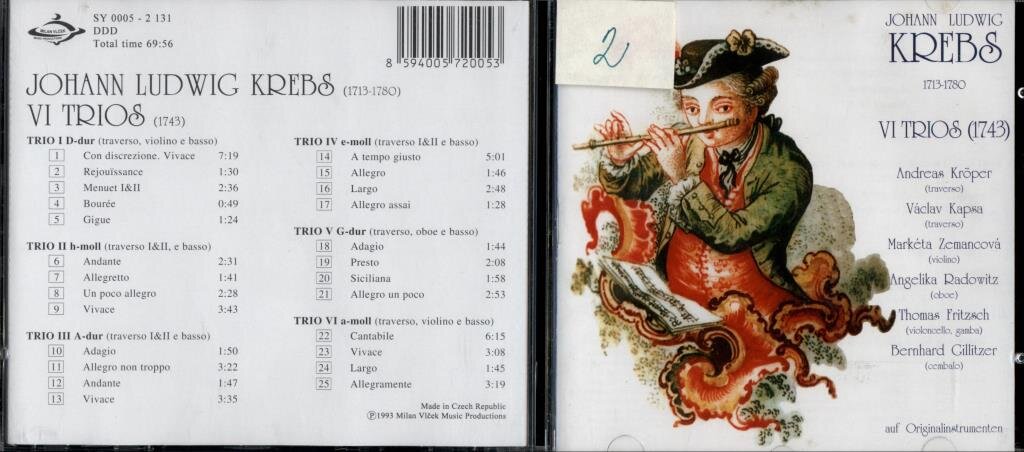 MILAN VLČEK
MUSIC PRODUCTIONS
SY 0005 - 2 131
DDD
Total time 69:56
8 594005 720053
JOHANN LUDWIG KREBS (1713-1780)
VI TRIOS (1743)
TRIO I D-dur (traverso, violino e basso)
1 Con discrezione. Vivace 7:19
2 Rejouïssance 1:30
3 Menuet I&II 2:36
4 Bourée 0:49
5 Gigue 1:24
TRIO II h-moll (traverso I&II, e basso)
6 Andante 2:31
7 Allegretto 1:41
8 Un poco allegro 2:28
9 Vivace 3:43
TRIO III A-dur (traverso I&II e basso)
10 Adagio 1:50
11 Allegro non troppo 3:22
12 Andante 1:47
13 Vivace 3:35
TRIO IV e-moll (traverso I&II e basso)
14 A tempo giusto 5:01
15 Allegro 1:46
16 Largo 2:48
17 Allegro assai 1:28
TRIO V G-dur (traverso, oboe e basso)
18 Adagio 1:44
19 Presto 2:08
20 Siciliana 1:58
21 Allegro un poco 2:53
TRIO VI a-moll (traverso, violino e basso)
22 Cantabile 6:15
23 Vivace 3:08
24 Largo 1:45
25 Allegramente 3:19
Made in Czech Republic
Ⓟ1993 Milan Vlček Music Productions
2
JOHANN LUDWIG
KREBS
1713-1780
VI TRIOS (1743)
Andreas Kröper
(traverso)
Václav Kapsa
(traverso)
Markéta Zemancová
(violino)
Angelika Radowitz
(oboe)
Thomas Fritzsch
(violoncello, gamba)
Bernhard Gillitzer
(cembalo)
auf Originalinstrumenten